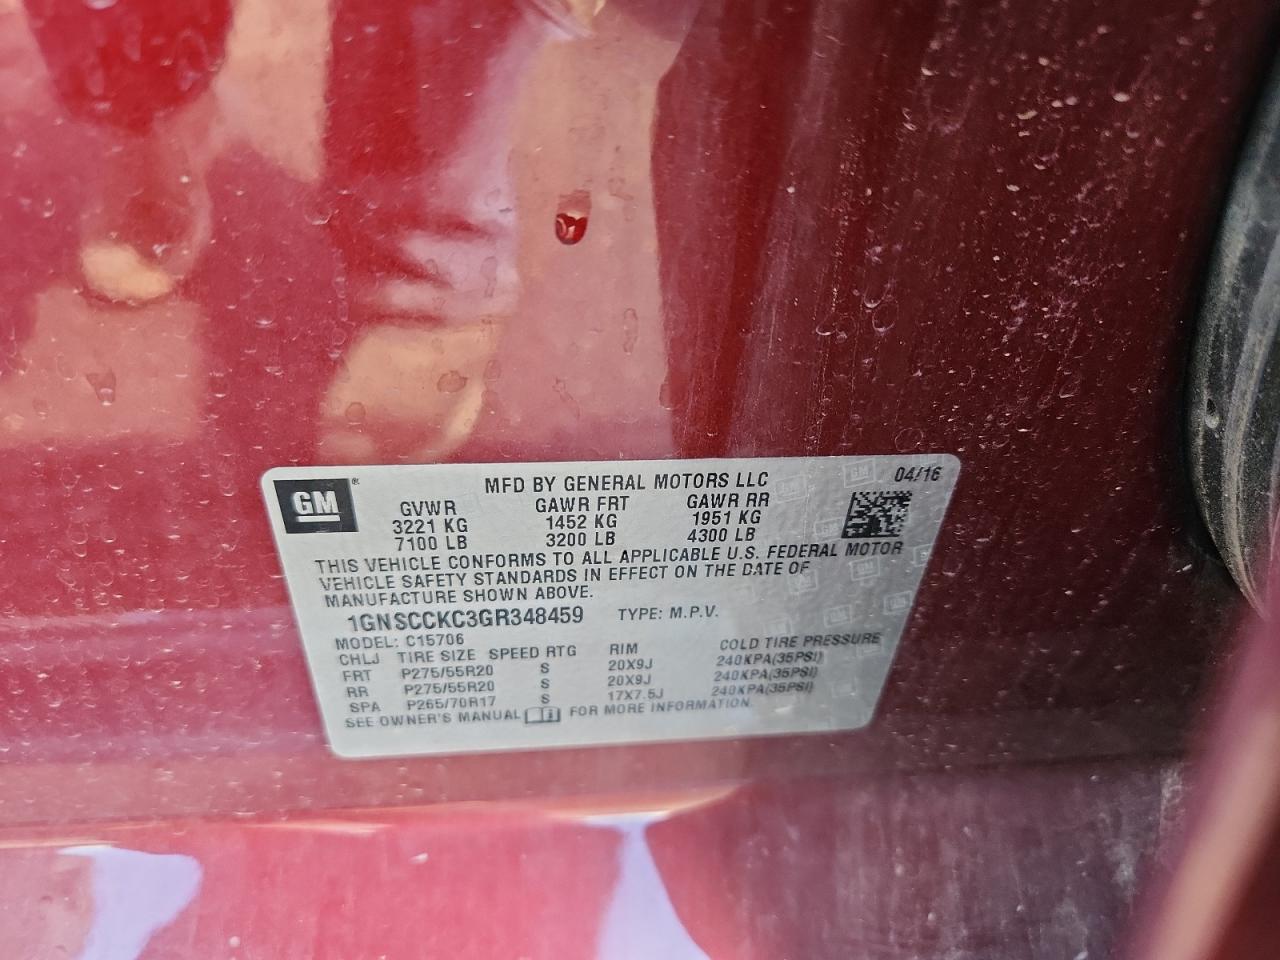 GM®
MFD BY GENERAL MOTORS LLC 04/16
GVWR GAWR FRT GAWR RR
3221 KG 1452 KG 1951 KG
7100 LB 3200 LB 4300 LB
THIS VEHICLE CONFORMS TO ALL APPLICABLE U.S. FEDERAL MOTOR
VEHICLE SAFETY STANDARDS IN EFFECT ON THE DATE OF
MANUFACTURE SHOWN ABOVE.
1GNSCCKC3GR348459 TYPE: M.P.V.
MODEL: C15706
CHLJ TIRE SIZE SPEED RTG RIM COLD TIRE PRESSURE
FRT P275/55R20 S 20X9J 240KPA(35PSI)
RR P275/55R20 S 20X9J 240KPA(35PSI)
SPA P265/70R17 S 17X7.5J 240KPA(35PSI)
SEE OWNER'S MANUAL FOR MORE INFORMATION.